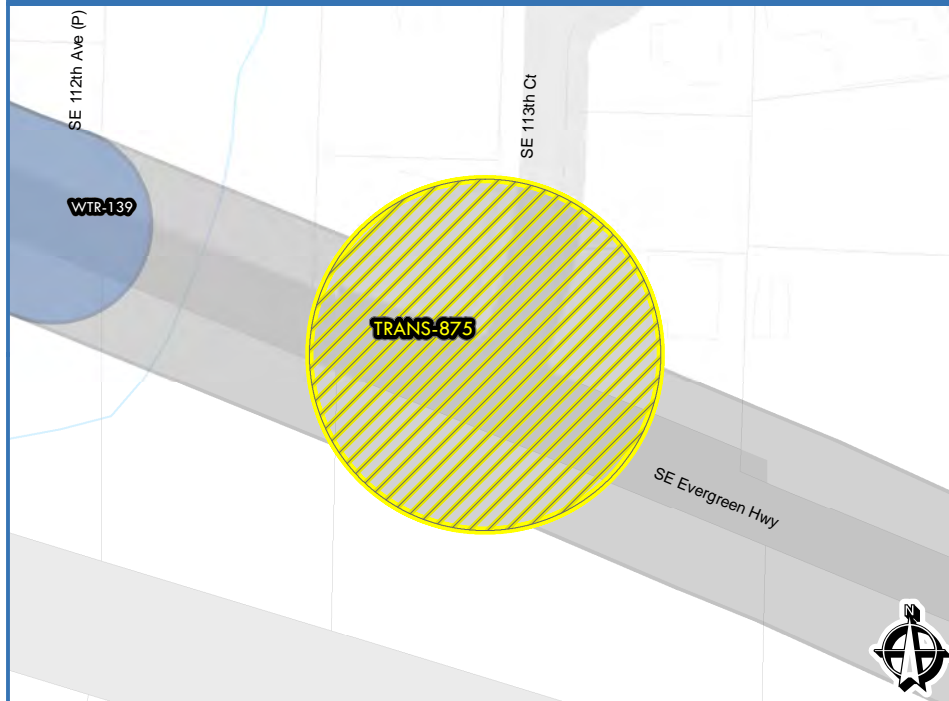 SE 112th Ave (P)
SE 113th Ct
WTR-139
TRANS-875
SE Evergreen Hwy
N